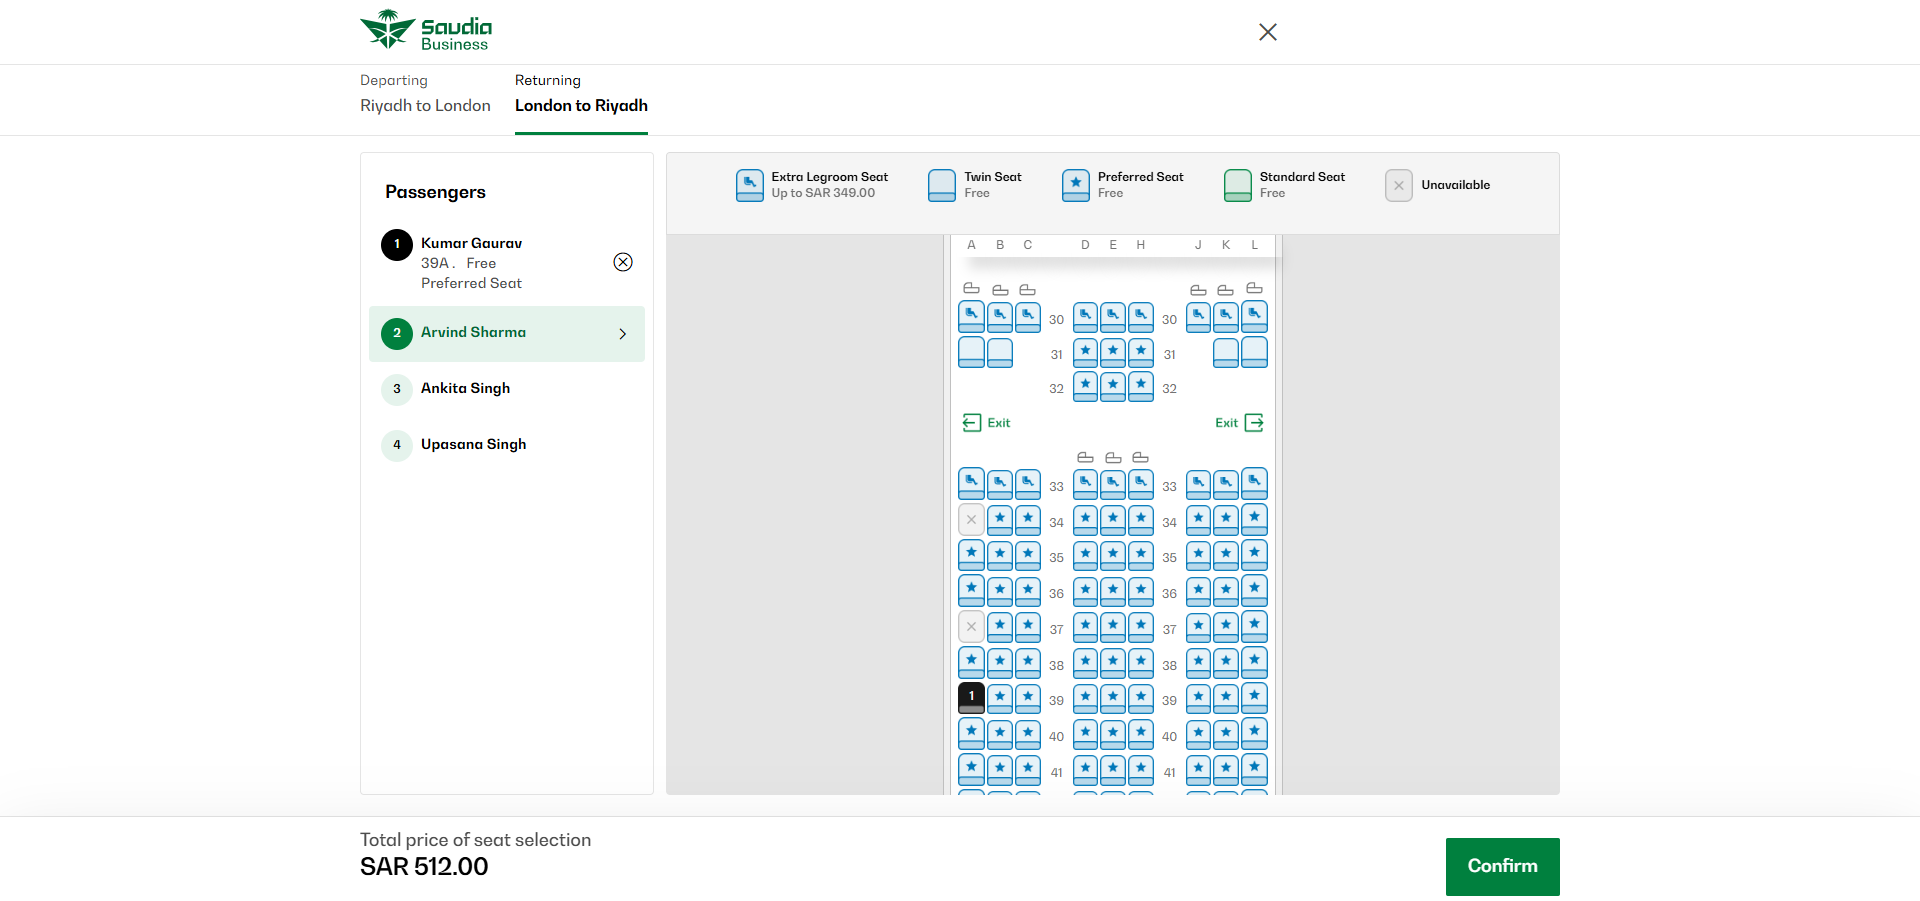 Saudia
Business
Departing
Riyadh to London
Returning
London to Riyadh
Passengers
1
Kumar Gaurav
39A. Free
Preferred Seat
2
Arvind Sharma
3
Ankita Singh
4
Upasana Singh
Extra Legroom Seat
Up to SAR 349.00
Twin Seat
Free
Preferred Seat
Free
Standard Seat
Free
Unavailable
A B C D E H J K L
30 30
31 31
32 32
Exit Exit
33 33
34 34
35 35
36 36
37 37
38 38
1 39 39
40 40
41 41
Total price of seat selection
SAR 512.00
Confirm